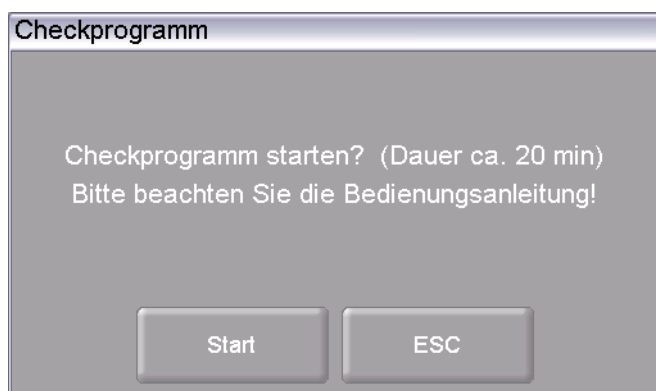 Checkprogramm
Checkprogramm starten? (Dauer ca. 20 min)
Bitte beachten Sie die Bedienungsanleitung!
Start
ESC